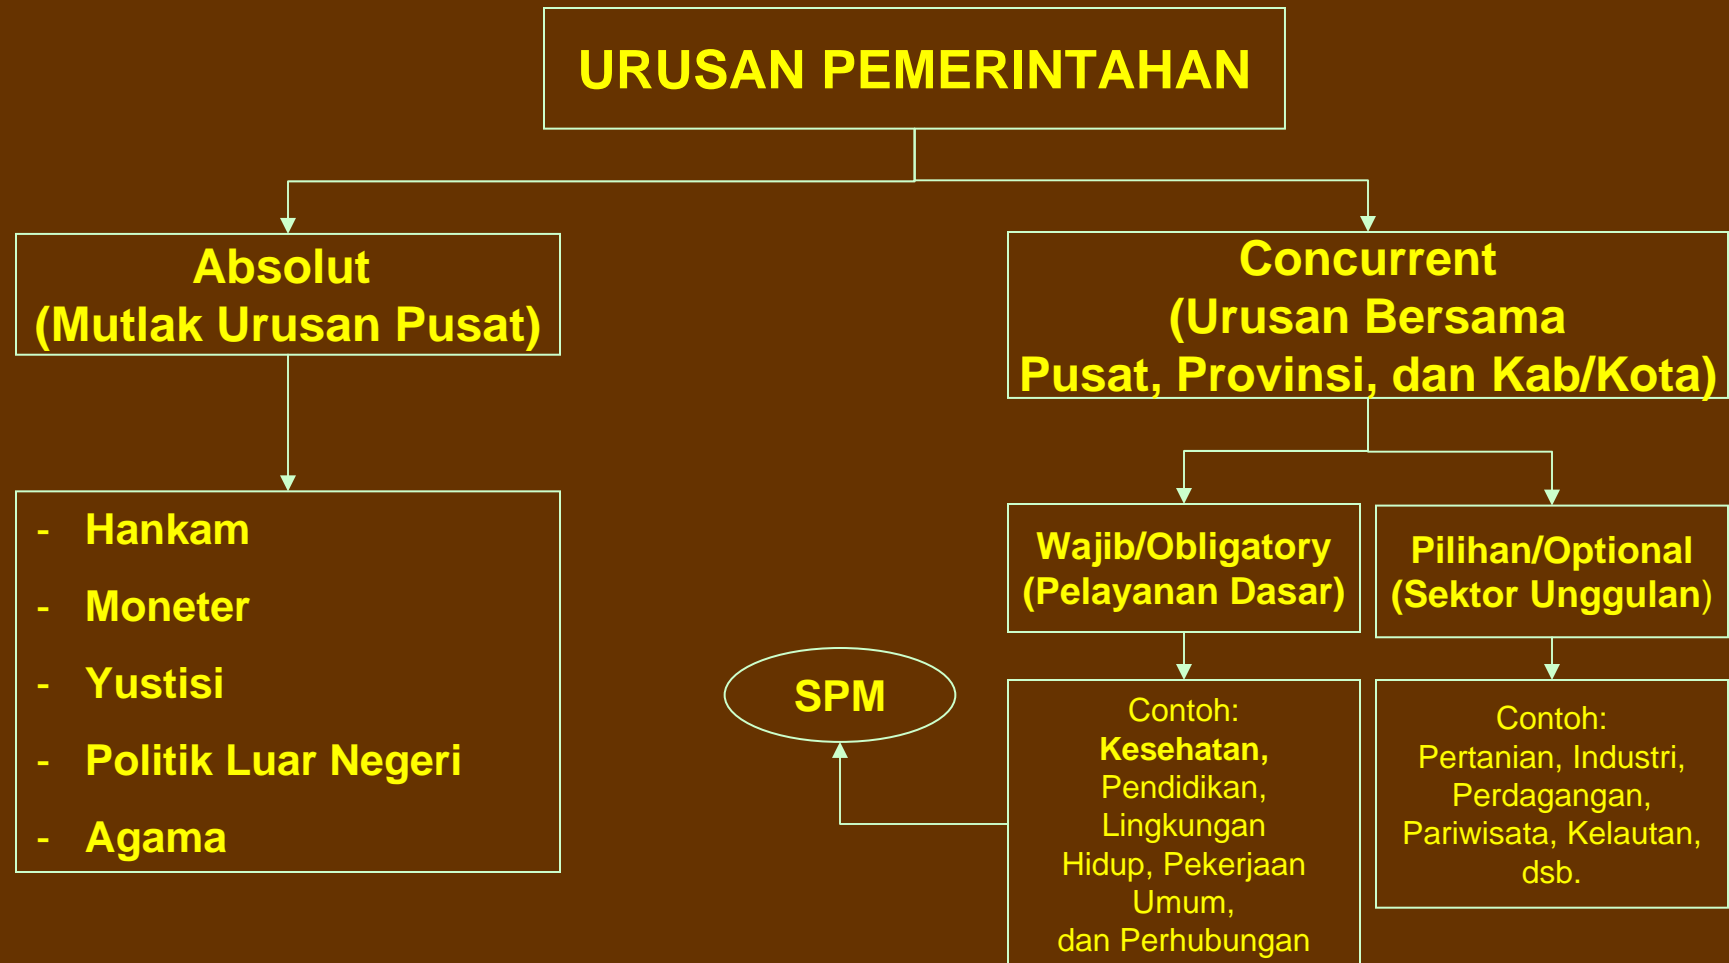 URUSAN PEMERINTAHAN
Absolut
(Mutlak Urusan Pusat)
Concurrent
(Urusan Bersama
Pusat, Provinsi, dan Kab/Kota)
- Hankam
- Moneter
- Yustisi
- Politik Luar Negeri
- Agama
Wajib/Obligatory
(Pelayanan Dasar)
Pilihan/Optional
(Sektor Unggulan)
SPM
Contoh:
Kesehatan,
Pendidikan,
Lingkungan
Hidup, Pekerjaan
Umum,
dan Perhubungan
Contoh:
Pertanian, Industri,
Perdagangan,
Pariwisata, Kelautan,
dsb.